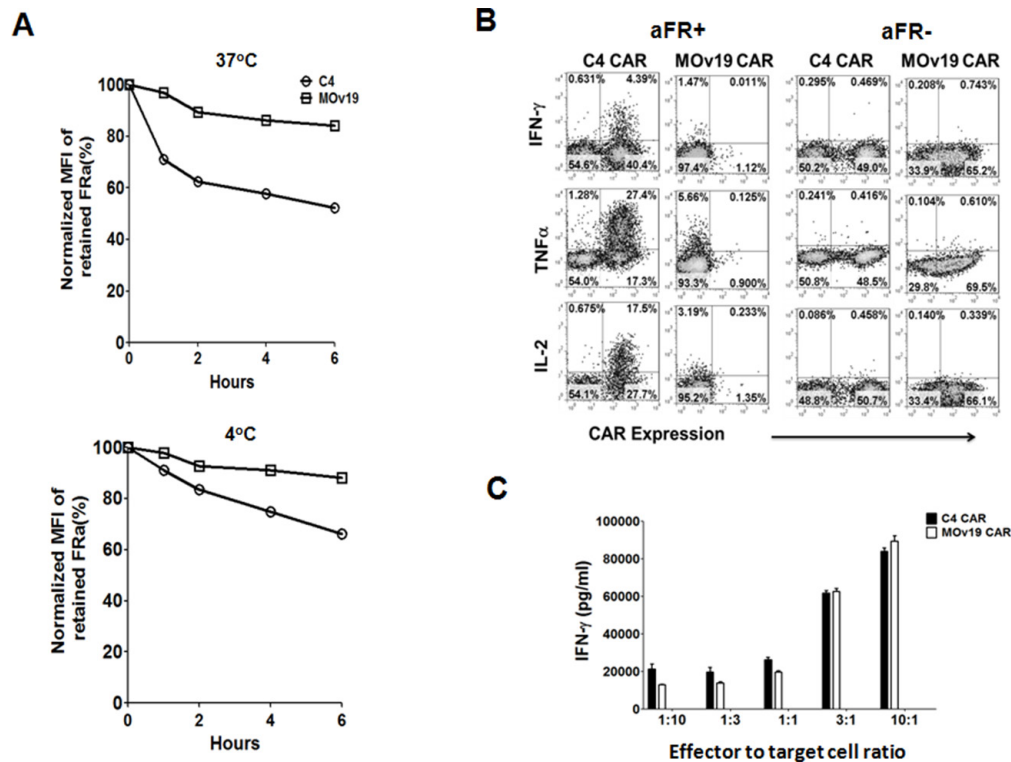 A
37°C
C4
MOv19
Normalized MFI of
retained FRa(%)
100
80
60
40
20
0
0 2 4 6
Hours
4°C
Normalized MFI of
retained FRa(%)
100
80
60
40
20
0
0 2 4 6
Hours
B
aFR+ aFR-
C4 CAR MOv19 CAR C4 CAR MOv19 CAR
IFN-γ
0.631% 4.39% 1.47% 0.011% 0.295% 0.469% 0.208% 0.743%
54.6% 40.4% 97.4% 1.12% 50.2% 49.0% 33.9% 65.2%
TNFα
1.28% 27.4% 5.66% 0.125% 0.241% 0.416% 0.104% 0.610%
54.0% 17.3% 93.3% 0.900% 50.8% 48.5% 29.8% 69.5%
IL-2
0.675% 17.5% 3.19% 0.233% 0.086% 0.458% 0.140% 0.339%
54.1% 27.7% 95.2% 1.35% 48.8% 50.7% 33.4% 66.1%
CAR Expression
C
C4 CAR
MOv19 CAR
IFN-γ (pg/ml)
100000
80000
60000
40000
20000
0
1:10 1:3 1:1 3:1 10:1
Effector to target cell ratio